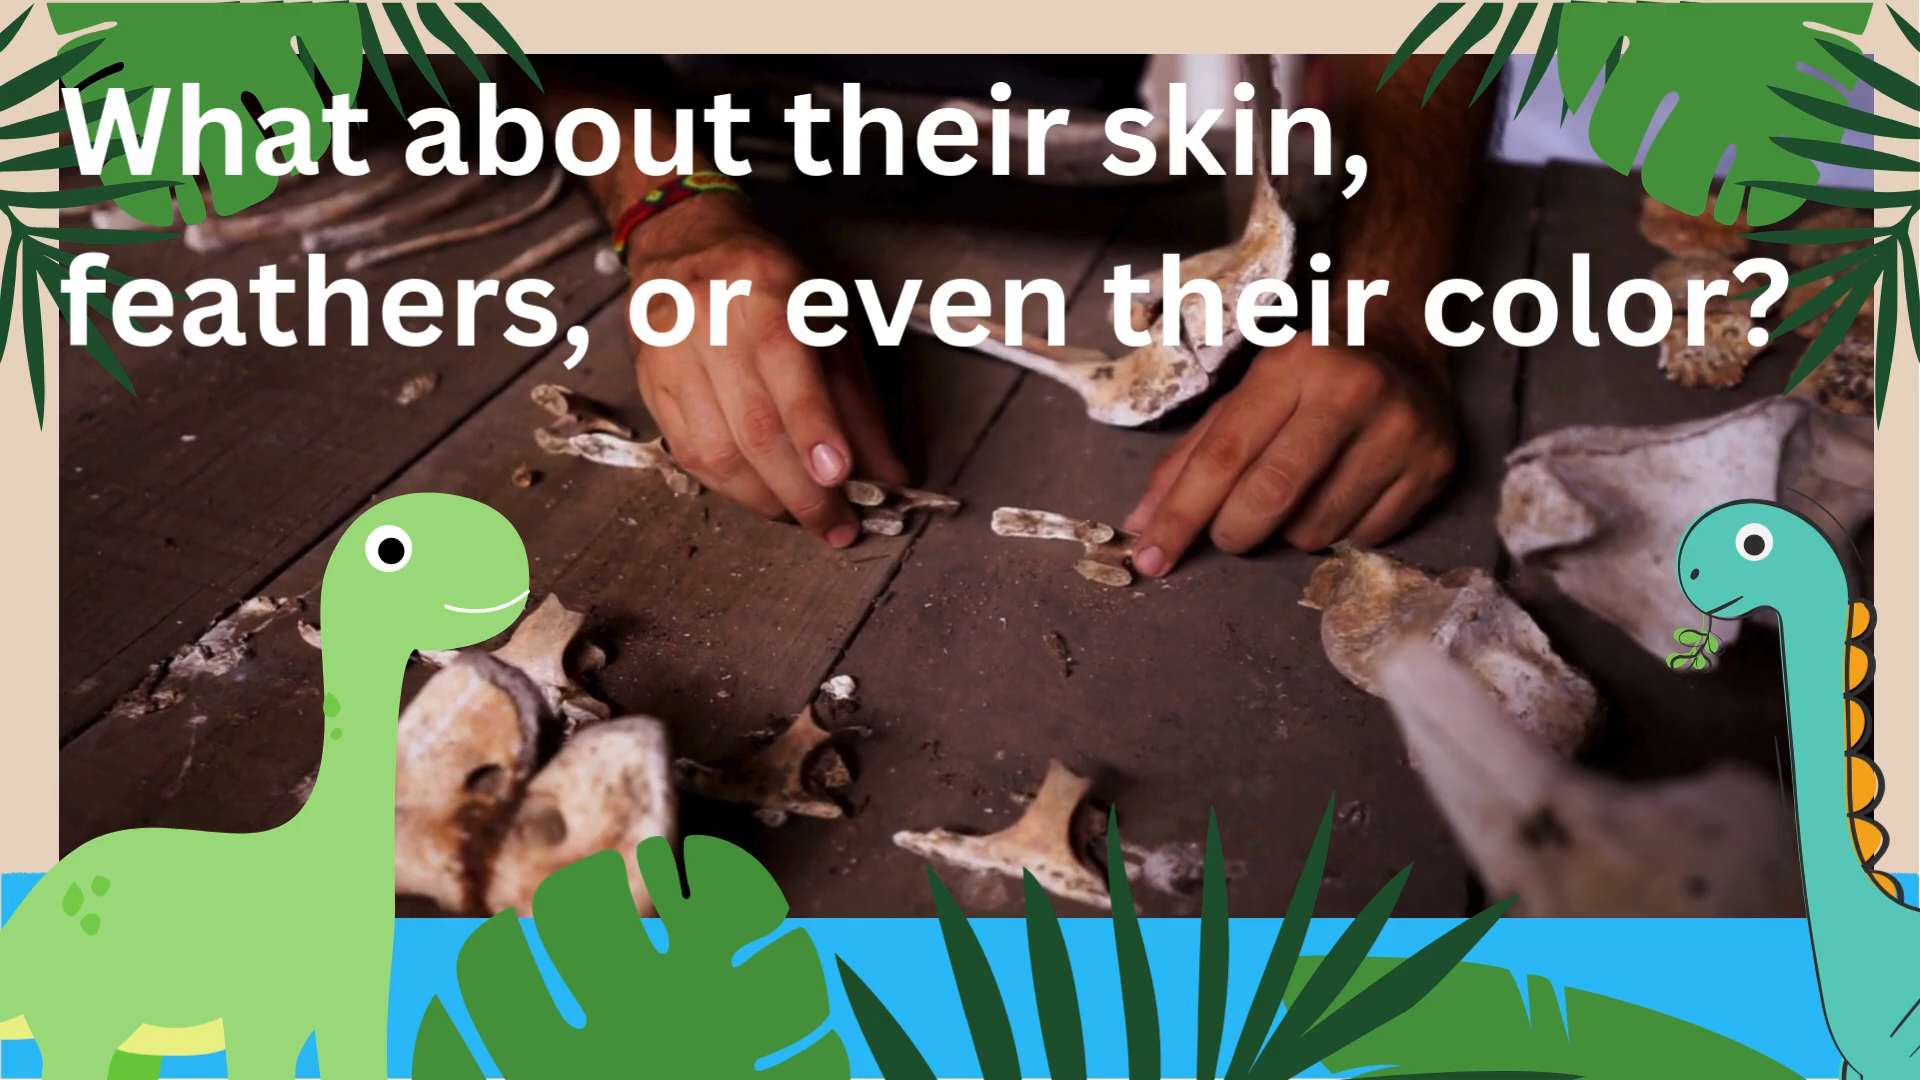 What about their skin,
feathers, or even their color?